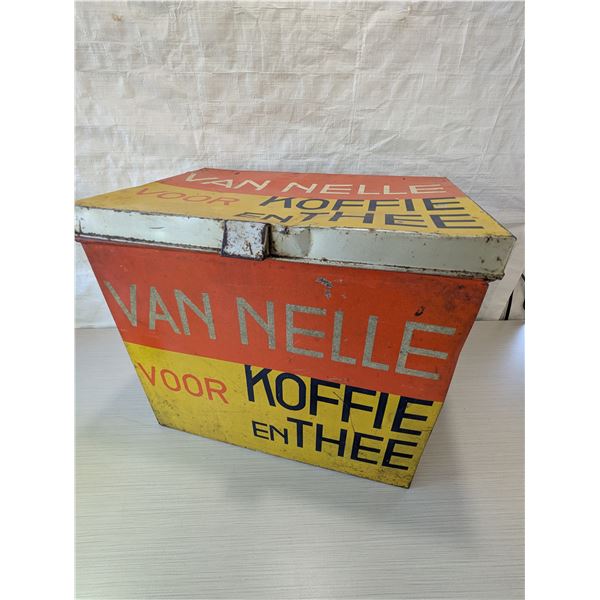 VAN NELLE
VOOR KOFFIE
EN THEE
VAN NELLE
VOOR KOFFIE
EN THEE